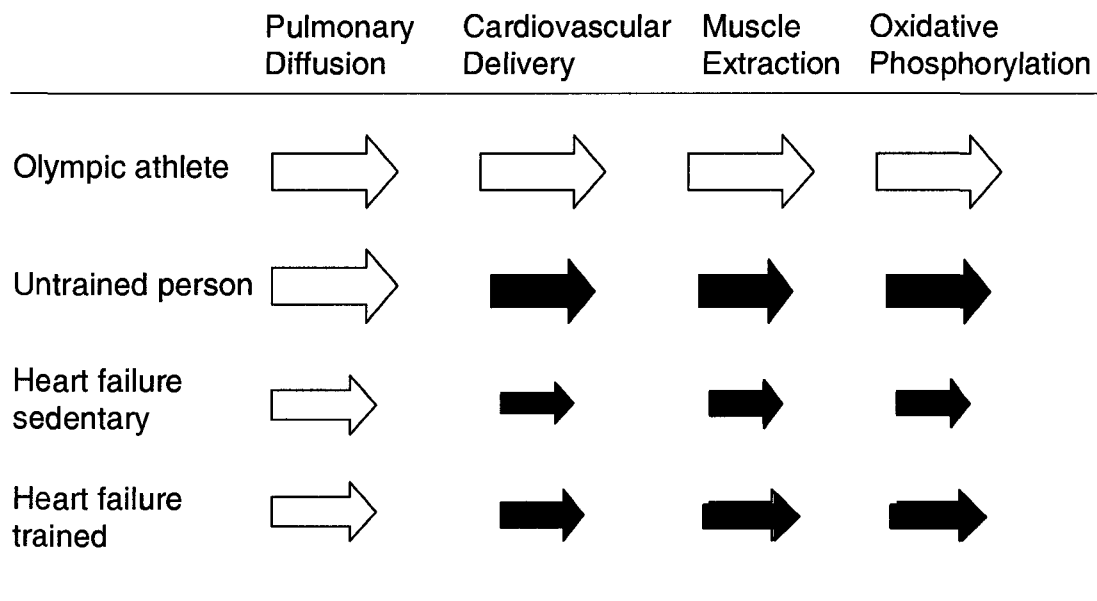 Pulmonary Diffusion
Cardiovascular Delivery
Muscle Extraction
Oxidative Phosphorylation
Olympic athlete
Untrained person
Heart failure
sedentary
Heart failure
trained